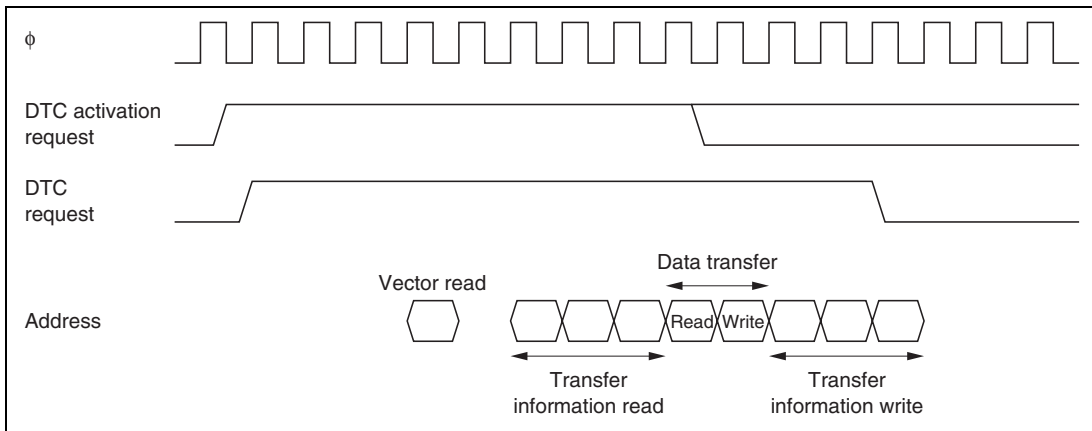 ϕ
DTC activation
request
DTC
request
Data transfer
Vector read
Address
Read Write
Transfer
information read
Transfer
information write